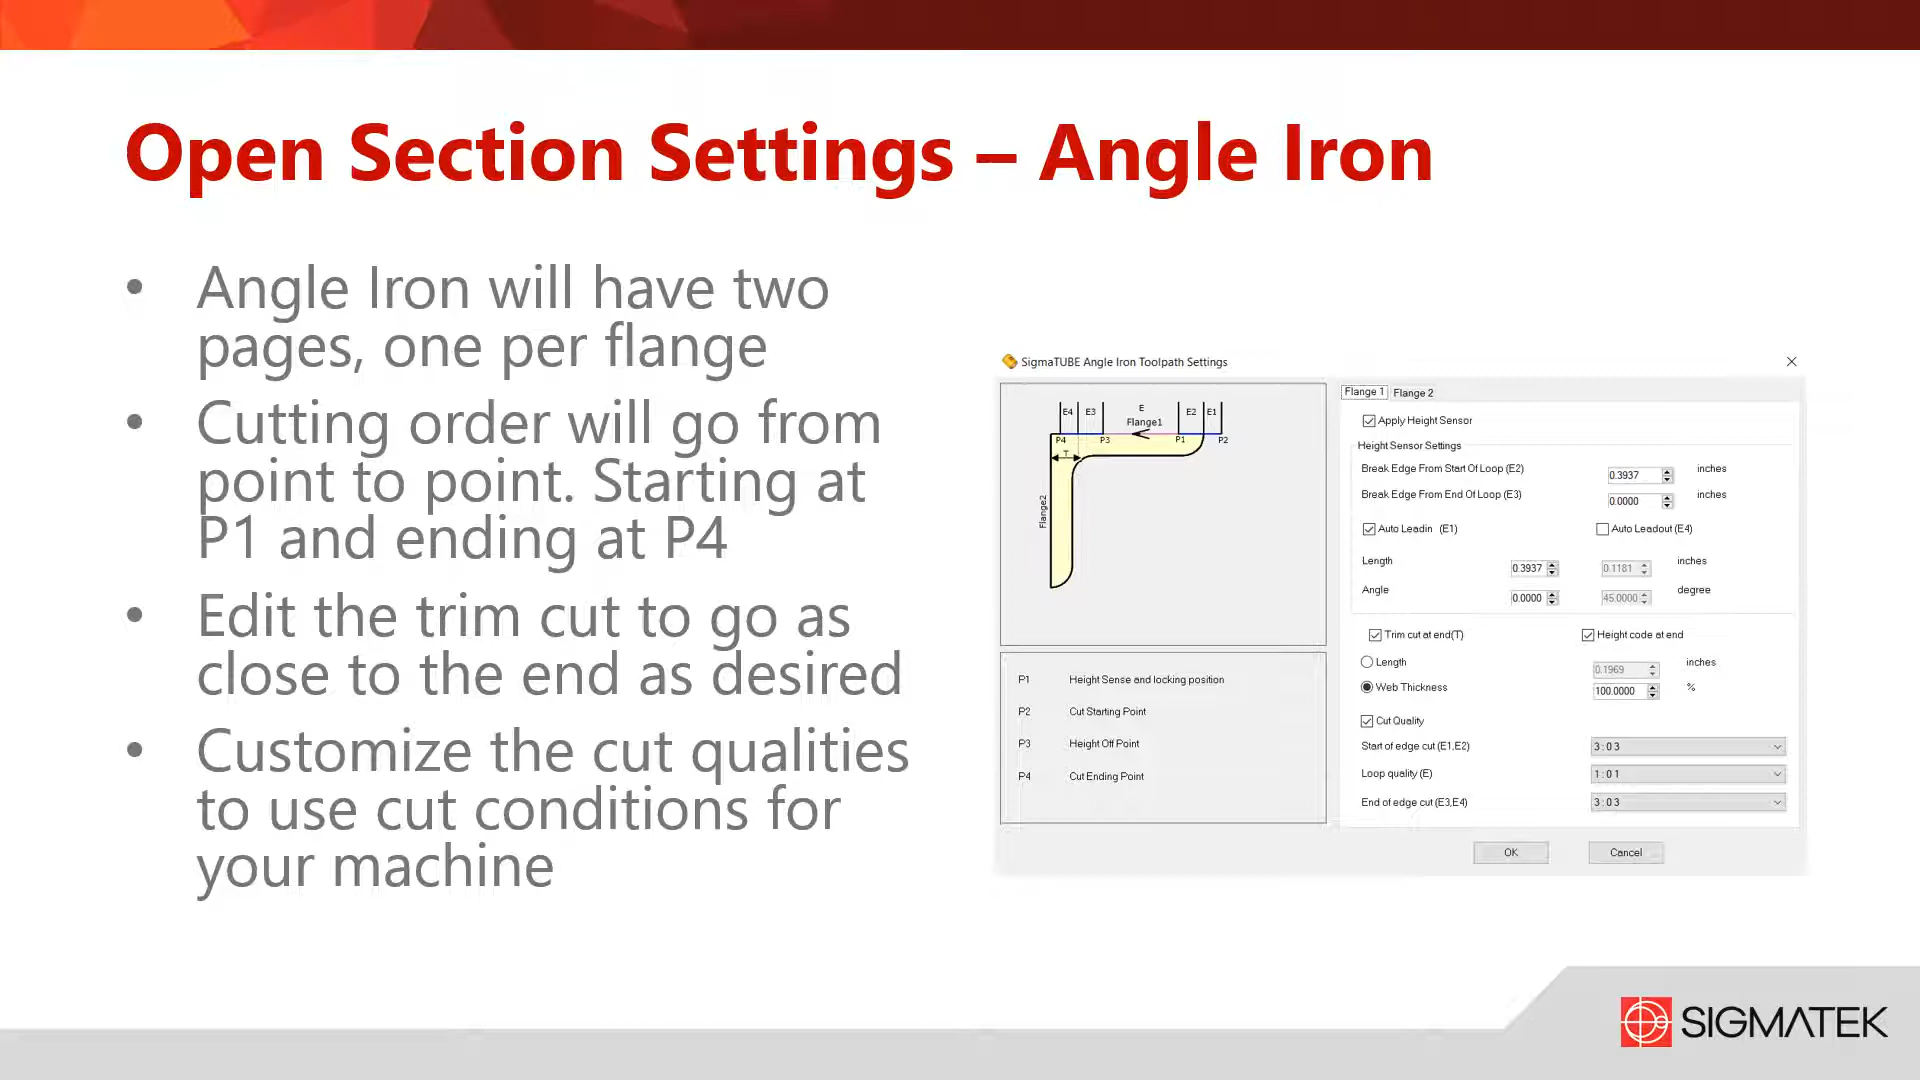 Open Section Settings – Angle Iron
• Angle Iron will have two
pages, one per flange
• Cutting order will go from
point to point. Starting at
P1 and ending at P4
• Edit the trim cut to go as
close to the end as desired
• Customize the cut qualities
to use cut conditions for
your machine
SigmaTUBE Angle Iron Toolpath Settings
E4 E3 E E2 E1
Flange1
P4 P3 P1 P2
T
Flange2
P1 Height Sense and locking position
P2 Cut Starting Point
P3 Height Off Point
P4 Cut Ending Point
Flange 1 Flange 2
Apply Height Sensor
Height Sensor Settings
Break Edge From Start Of Loop (E2) 0.3937 inches
Break Edge From End Of Loop (E3) 0.0000 inches
Auto Leadin (E1) Auto Leadout (E4)
Length 0.3937 0.1181 inches
Angle 0.0000 45.0000 degree
Trim cut at end(T) Height code at end
Length 0.1969 inches
Web Thickness 100.0000 %
Cut Quality
Start of edge cut (E1,E2) 3 : 0 3
Loop quality (E) 1 : 0 1
End of edge cut (E3,E4) 3 : 0 3
OK Cancel
SIGMATEK